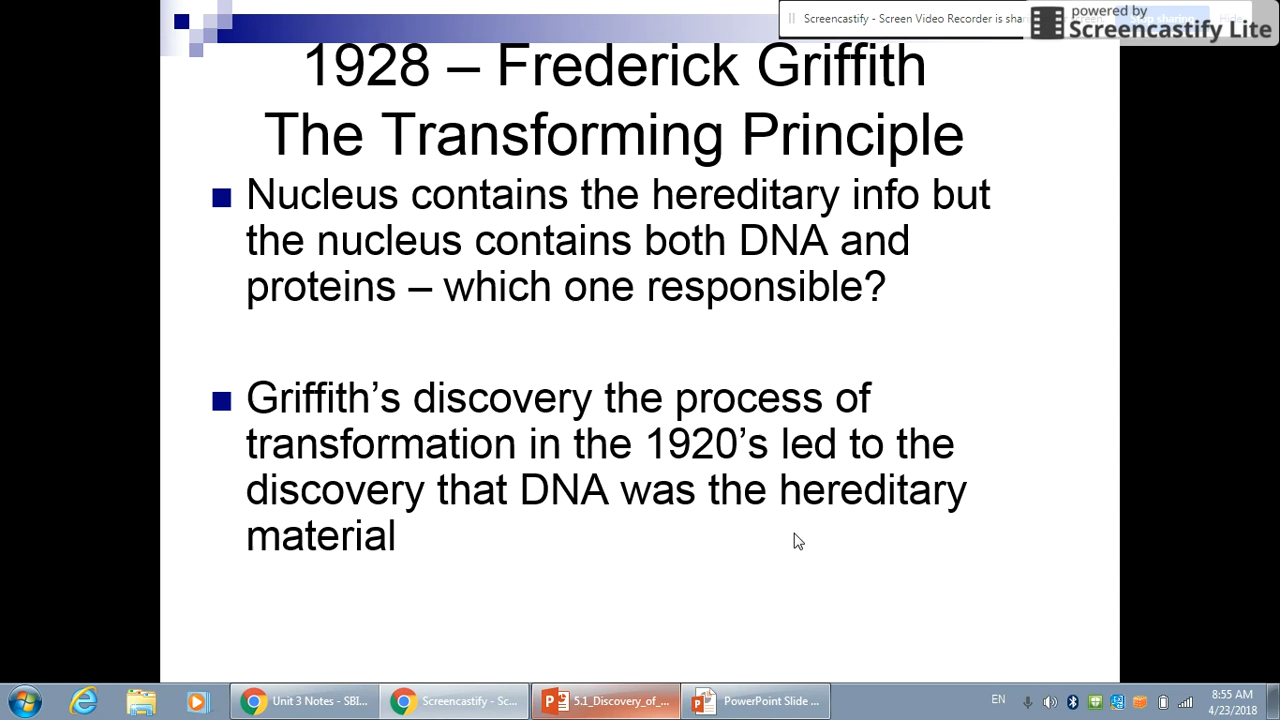 Screencastify - Screen Video Recorder is
powered by
Screencastify Lite
1928 – Frederick Griffith
The Transforming Principle
Nucleus contains the hereditary info but
the nucleus contains both DNA and
proteins – which one responsible?
Griffith’s discovery the process of
transformation in the 1920’s led to the
discovery that DNA was the hereditary
material
Unit 3 Notes - SBI...
Screencastify - Sc...
5.1_Discovery_of_...
PowerPoint Slide ...
EN
8:55 AM
4/23/2018